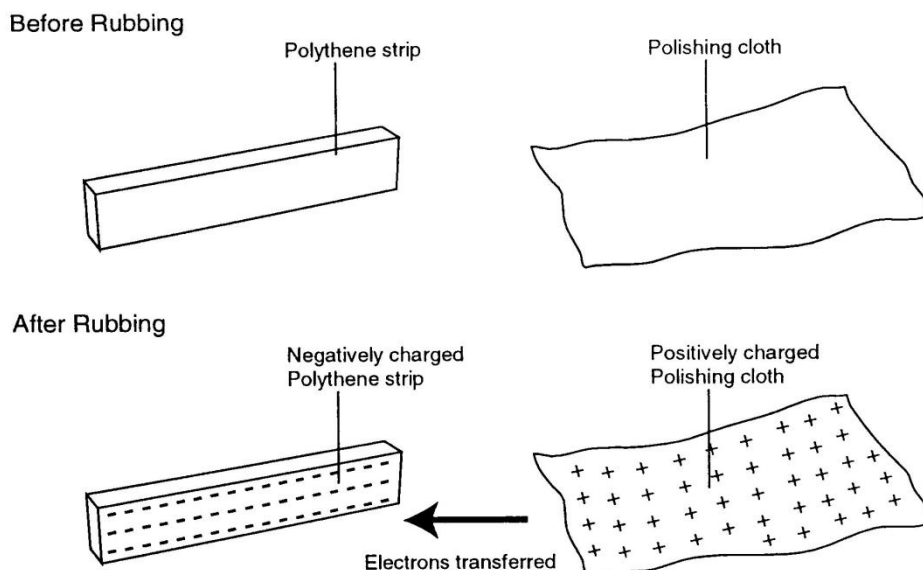 Before Rubbing
Polythene strip
Polishing cloth
After Rubbing
Negatively charged
Polythene strip
Positively charged
Polishing cloth
Electrons transferred